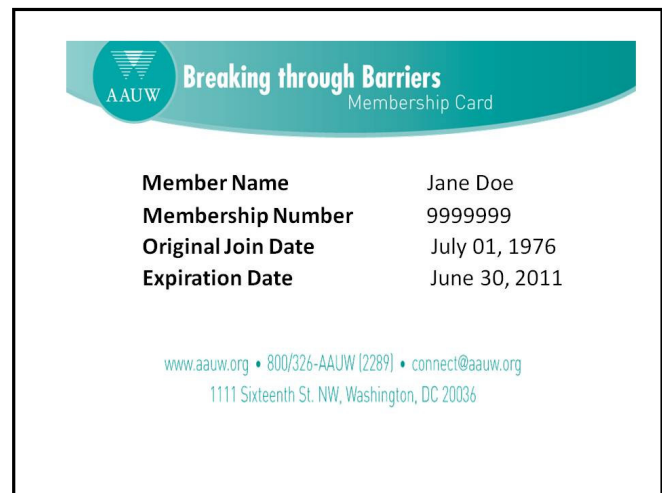 AAUW
Breaking through Barriers
Membership Card
Member Name Jane Doe
Membership Number 9999999
Original Join Date July 01, 1976
Expiration Date June 30, 2011
www.aauw.org • 800/326-AAUW (2289) • connect@aauw.org
1111 Sixteenth St. NW, Washington, DC 20036